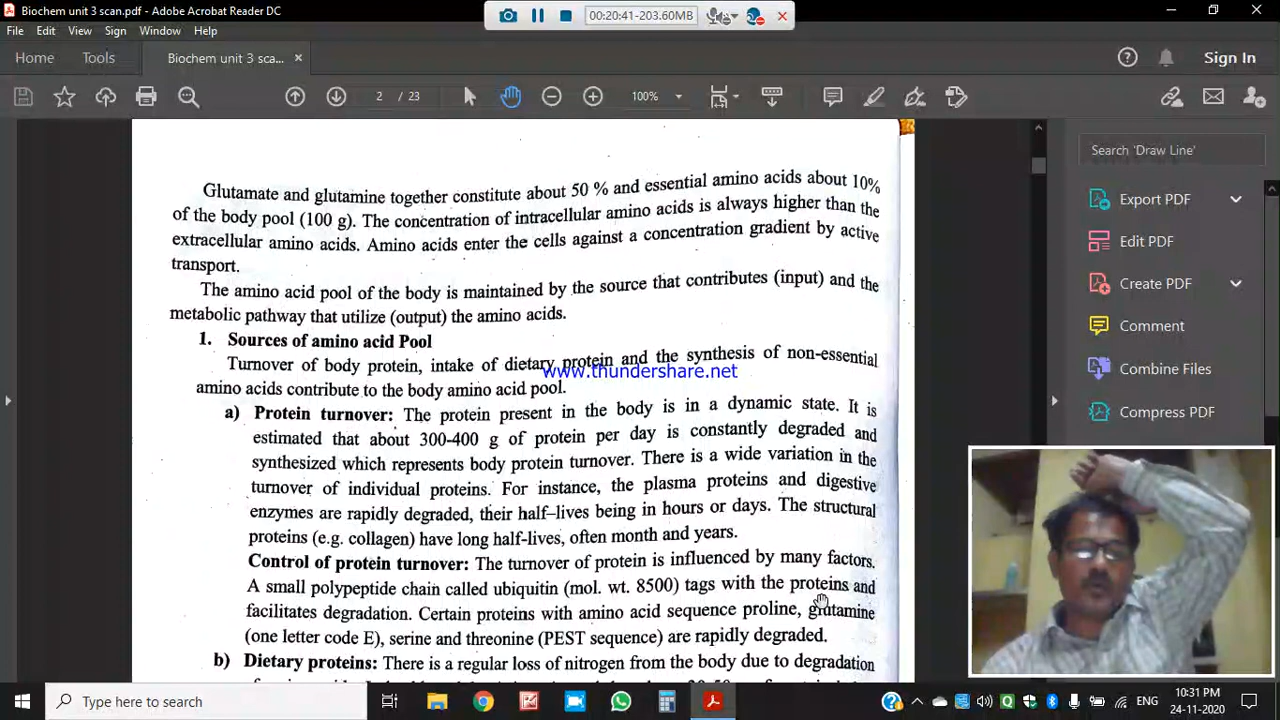 Biochem unit 3 scan.pdf - Adobe Acrobat Reader DC
00:20:41-203.60MB
File Edit View Sign Window Help
Home Tools Biochem unit 3 sca... × Sign In
2 / 23 100%
Search 'Draw Line'
Export PDF
Edit PDF
Create PDF
Comment
Combine Files
Compress PDF
Glutamate and glutamine together constitute about 50 % and essential amino acids about 10%
of the body pool (100 g). The concentration of intracellular amino acids is always higher than the
extracellular amino acids. Amino acids enter the cells against a concentration gradient by active
transport.
The amino acid pool of the body is maintained by the source that contributes (input) and the
metabolic pathway that utilize (output) the amino acids.
1. Sources of amino acid Pool
Turnover of body protein, intake of dietary protein and the synthesis of non-essential
www.thundershare.net
amino acids contribute to the body amino acid pool.
a) Protein turnover: The protein present in the body is in a dynamic state. It is
estimated that about 300-400 g of protein per day is constantly degraded and
synthesized which represents body protein turnover. There is a wide variation in the
turnover of individual proteins. For instance, the plasma proteins and digestive
enzymes are rapidly degraded, their half-lives being in hours or days. The structural
proteins (e.g. collagen) have long half-lives, often month and years.
Control of protein turnover: The turnover of protein is influenced by many factors.
A small polypeptide chain called ubiquitin (mol. wt. 8500) tags with the proteins and
facilitates degradation. Certain proteins with amino acid sequence proline, glutamine
(one letter code E), serine and threonine (PEST sequence) are rapidly degraded.
b) Dietary proteins: There is a regular loss of nitrogen from the body due to degradation
Type here to search
ENG
10:31 PM
24-11-2020